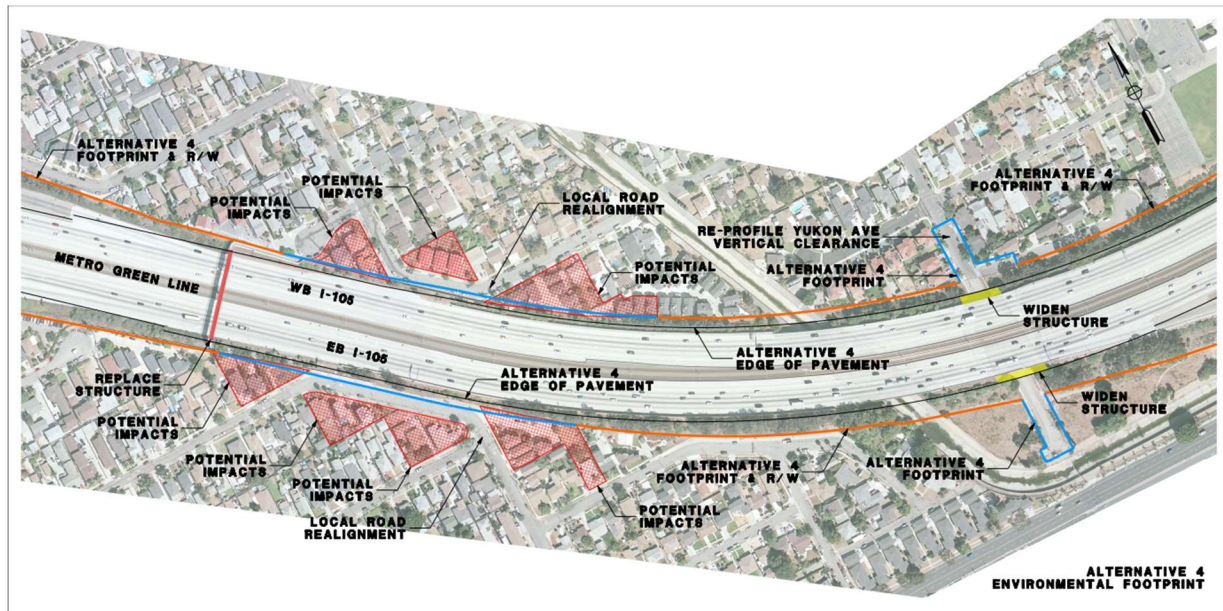 ALTERNATIVE 4
FOOTPRINT & R/W
POTENTIAL
IMPACTS
POTENTIAL
IMPACTS
LOCAL ROAD
REALIGNMENT
ALTERNATIVE 4
FOOTPRINT & R/W
RE-PROFILE YUKON AVE
VERTICAL CLEARANCE
ALTERNATIVE 4
FOOTPRINT
POTENTIAL
IMPACTS
METRO GREEN LINE
WB I-105
EB I-105
WIDEN
STRUCTURE
ALTERNATIVE 4
EDGE OF PAVEMENT
ALTERNATIVE 4
EDGE OF PAVEMENT
REPLACE
STRUCTURE
WIDEN
STRUCTURE
POTENTIAL
IMPACTS
POTENTIAL
IMPACTS
POTENTIAL
IMPACTS
ALTERNATIVE 4
FOOTPRINT & R/W
ALTERNATIVE 4
FOOTPRINT
POTENTIAL
IMPACTS
LOCAL ROAD
REALIGNMENT
ALTERNATIVE 4
ENVIRONMENTAL FOOTPRINT